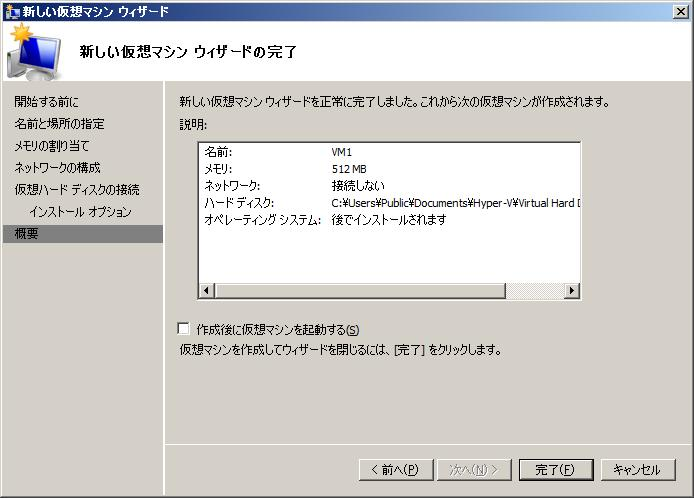 新しい仮想マシン ウィザード
新しい仮想マシン ウィザードの完了
開始する前に
名前と場所の指定
メモリの割り当て
ネットワークの構成
仮想ハード ディスクの接続
インストール オプション
概要
新しい仮想マシン ウィザードを正常に完了しました。これから次の仮想マシンが作成されます。
説明:
名前: VM1
メモリ: 512 MB
ネットワーク: 接続しない
ハード ディスク: C:¥Users¥Public¥Documents¥Hyper-V¥Virtual Hard D
オペレーティング システム: 後でインストールされます
作成後に仮想マシンを起動する(S)
仮想マシンを作成してウィザードを閉じるには、[完了] をクリックします。
< 前へ(P) 次へ(N) > 完了(F) キャンセル